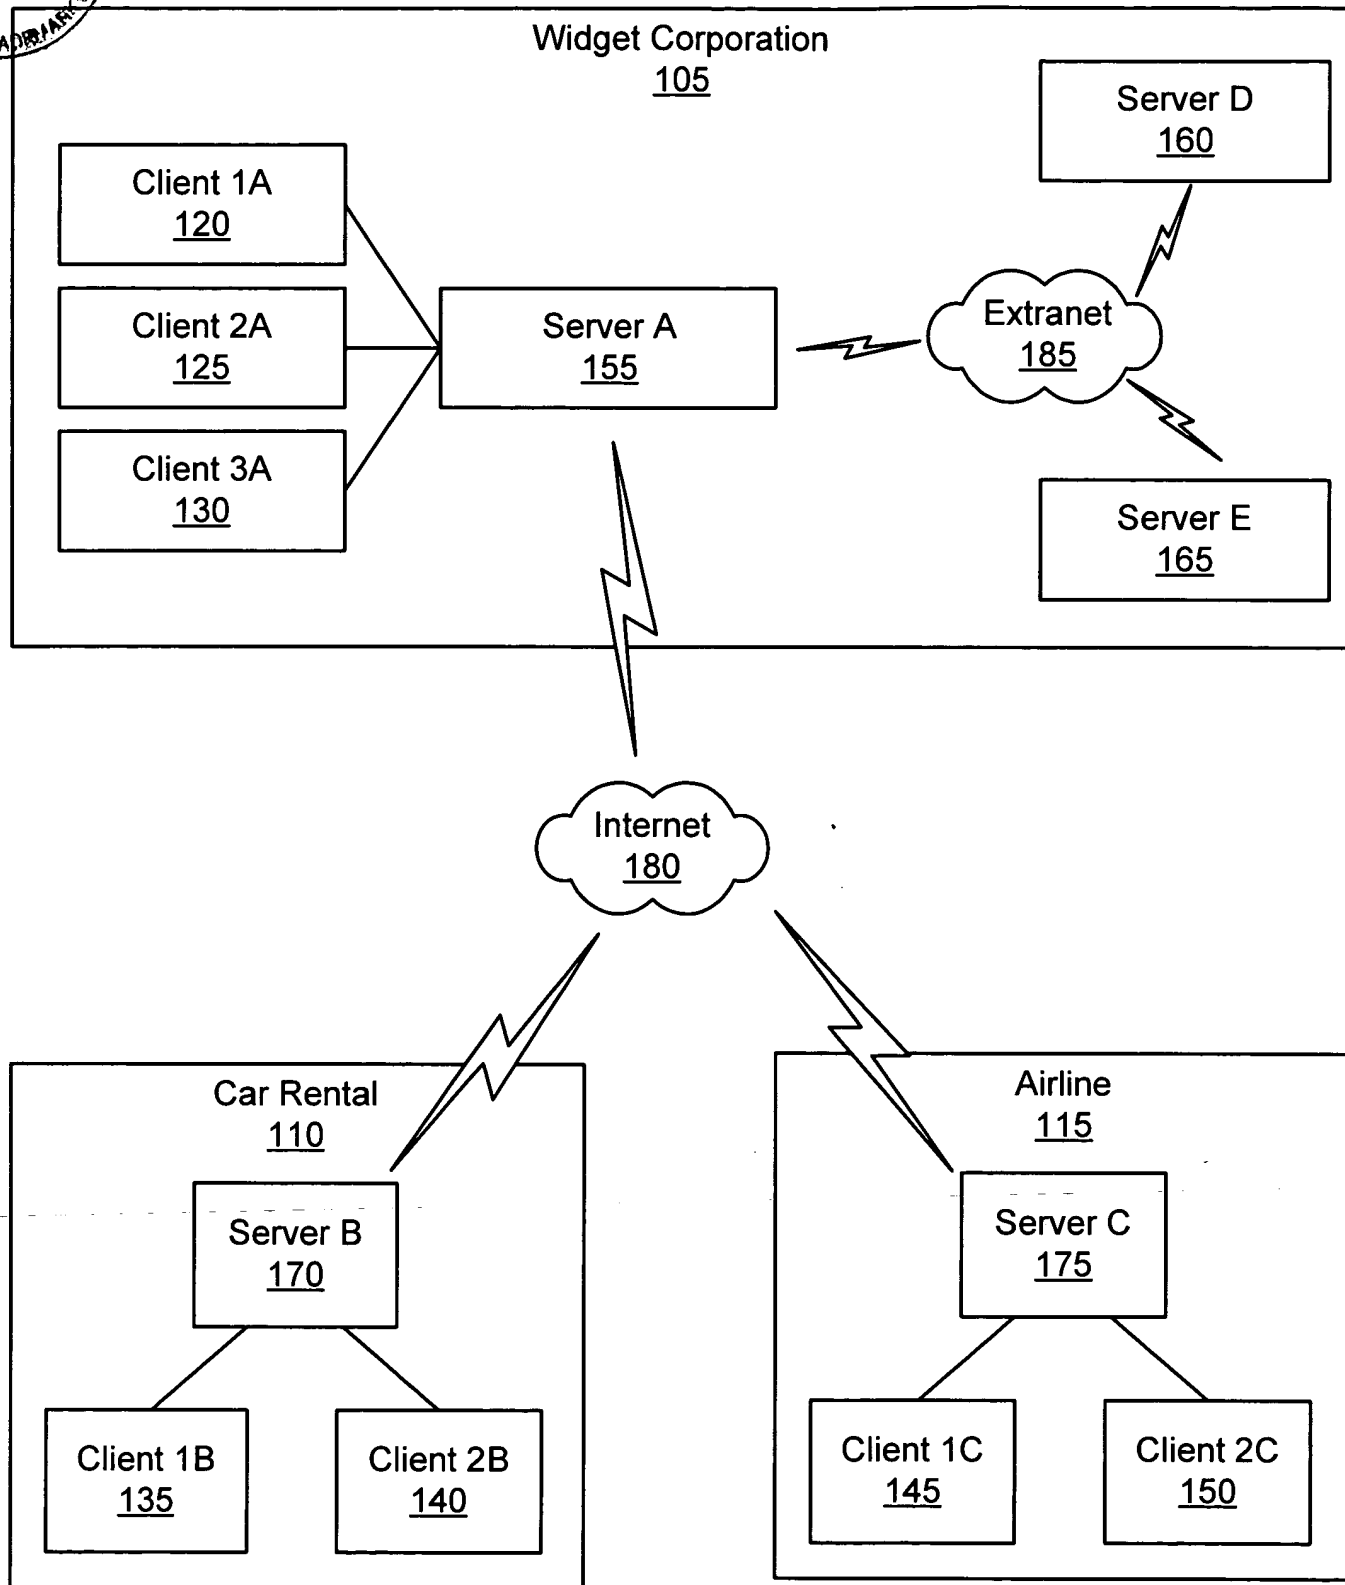 Widget Corporation
105
Server D
160
Client 1A
120
Client 2A
125
Client 3A
130
Server A
155
Extranet
185
Server E
165
Internet
180
Car Rental
110
Server B
170
Client 1B
135
Client 2B
140
Airline
115
Server C
175
Client 1C
145
Client 2C
150